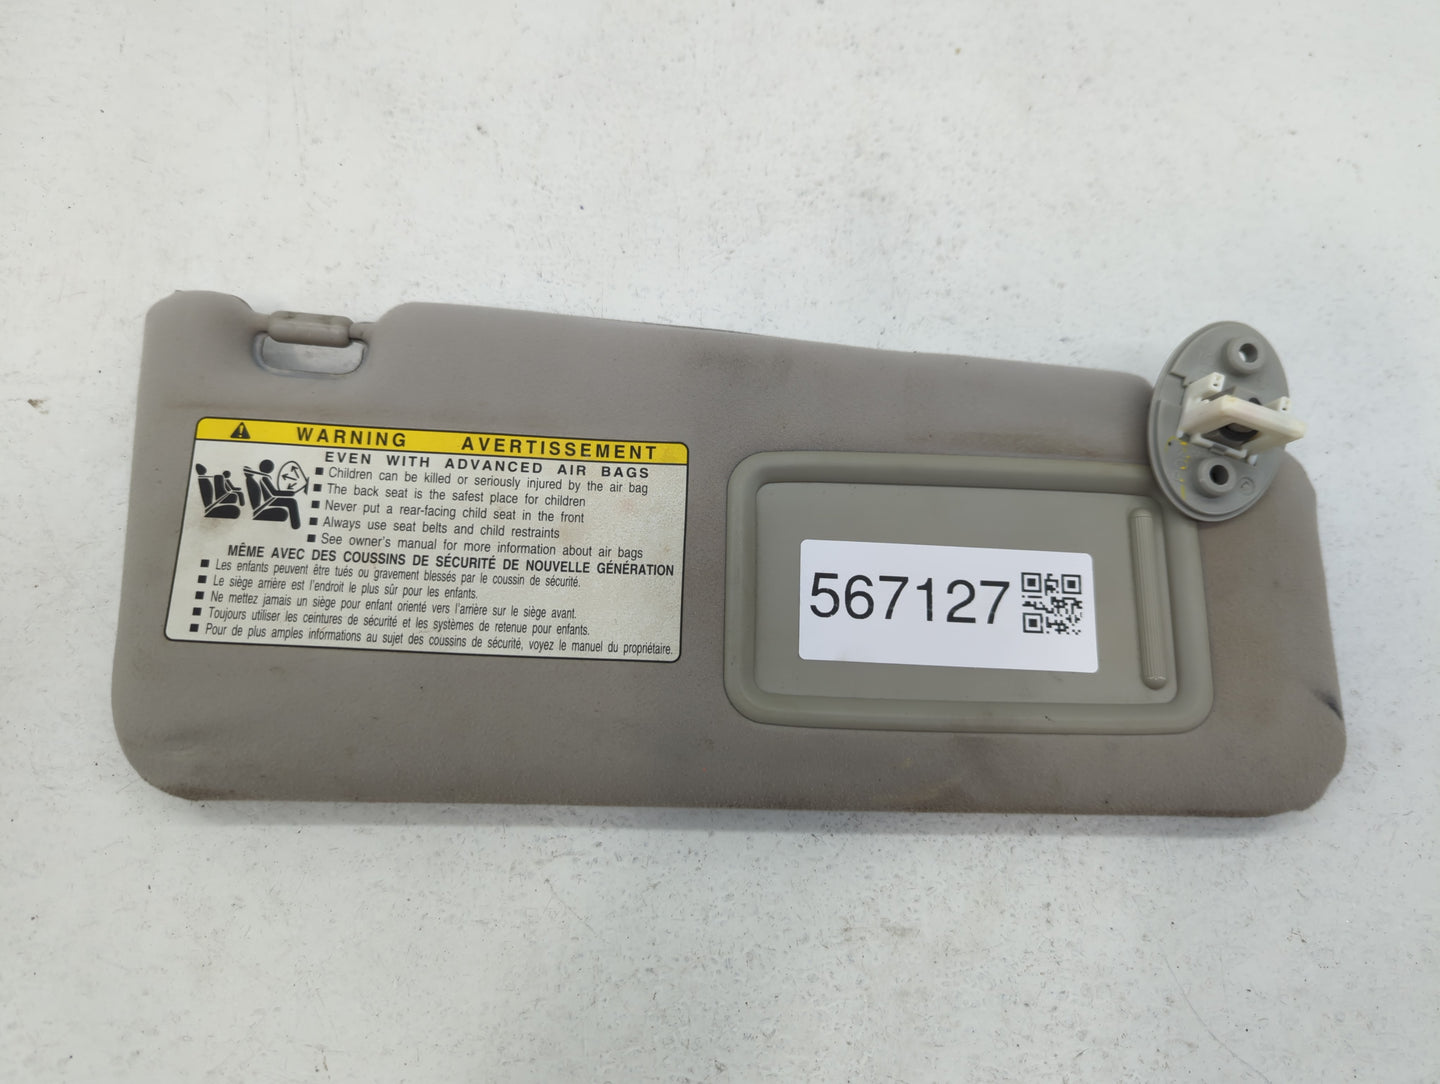 WARNING AVERTISSEMENT
EVEN WITH ADVANCED AIR BAGS
■ Children can be killed or seriously injured by the air bag
■ The back seat is the safest place for children
■ Never put a rear-facing child seat in the front
■ Always use seat belts and child restraints
■ See owner's manual for more information about air bags
MÊME AVEC DES COUSSINS DE SÉCURITÉ DE NOUVELLE GÉNÉRATION
■ Les enfants peuvent être tués ou gravement blessés par le coussin de sécurité.
■ Le siège arrière est l'endroit le plus sûr pour les enfants.
■ Ne mettez jamais un siège pour enfant orienté vers l'arrière sur le siège avant.
■ Toujours utiliser les ceintures de sécurité et les systèmes de retenue pour enfants.
■ Pour de plus amples informations au sujet des coussins de sécurité, voyez le manuel du propriétaire.
567127